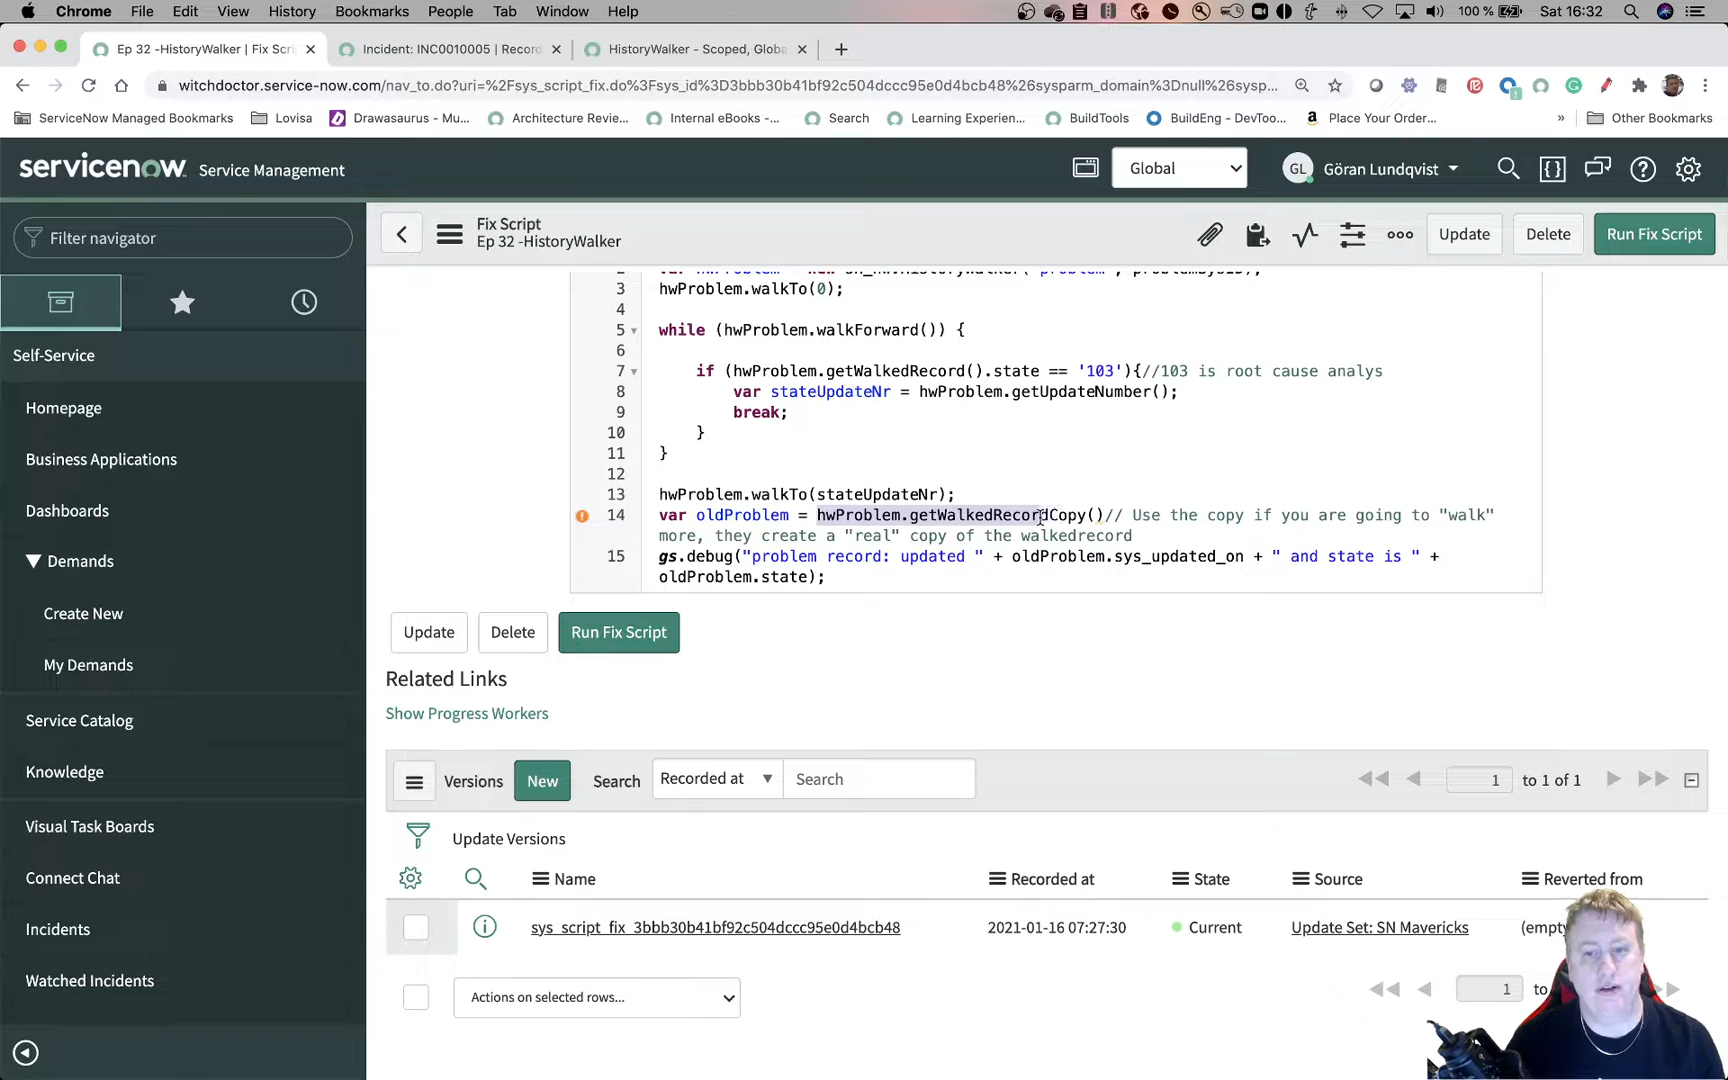 Chrome File Edit View History Bookmarks People Tab Window Help 100 % Sat 16:32
Ep 32 -HistoryWalker | Fix Scri Incident: INC0010005 | Record HistoryWalker - Scoped, Globa
witchdoctor.service-now.com/nav_to.do?uri=%2Fsys_script_fix.do%3Fsys_id%3D3bbb30b41bf92c504dccc95e0d4bcb48%26sysparm_domain%3Dnull%26sysp...
ServiceNow Managed Bookmarks Lovisa Drawasaurus - Mu... Architecture Revie... Internal eBooks -... Search Learning Experien... BuildTools BuildEng - DevToo... Place Your Order... » Other Bookmarks
servicenow Service Management Global GL Göran Lundqvist
Filter navigator
Fix Script
Ep 32 -HistoryWalker
Update Delete Run Fix Script
Self-Service
Homepage
Business Applications
Dashboards
Demands
Create New
My Demands
Service Catalog
Knowledge
Visual Task Boards
Connect Chat
Incidents
Watched Incidents
2 var hwProblem = new sn_hw.HistoryWalker("problem", problemSysID);
3 hwProblem.walkTo(0);
4
5 while (hwProblem.walkForward()) {
6
7 if (hwProblem.getWalkedRecord().state == '103'){//103 is root cause analys
8 var stateUpdateNr = hwProblem.getUpdateNumber();
9 break;
10 }
11 }
12
13 hwProblem.walkTo(stateUpdateNr);
14 var oldProblem = hwProblem.getWalkedRecordCopy()// Use the copy if you are going to "walk"
more, they create a "real" copy of the walkedrecord
15 gs.debug("problem record: updated " + oldProblem.sys_updated_on + " and state is " +
oldProblem.state);
Update Delete Run Fix Script
Related Links
Show Progress Workers
Versions New Search Recorded at Search 1 to 1 of 1
Update Versions
Name Recorded at State Source Reverted from
sys_script_fix_3bbb30b41bf92c504dccc95e0d4bcb48 2021-01-16 07:27:30 Current Update Set: SN Mavericks (empty
Actions on selected rows... 1 to